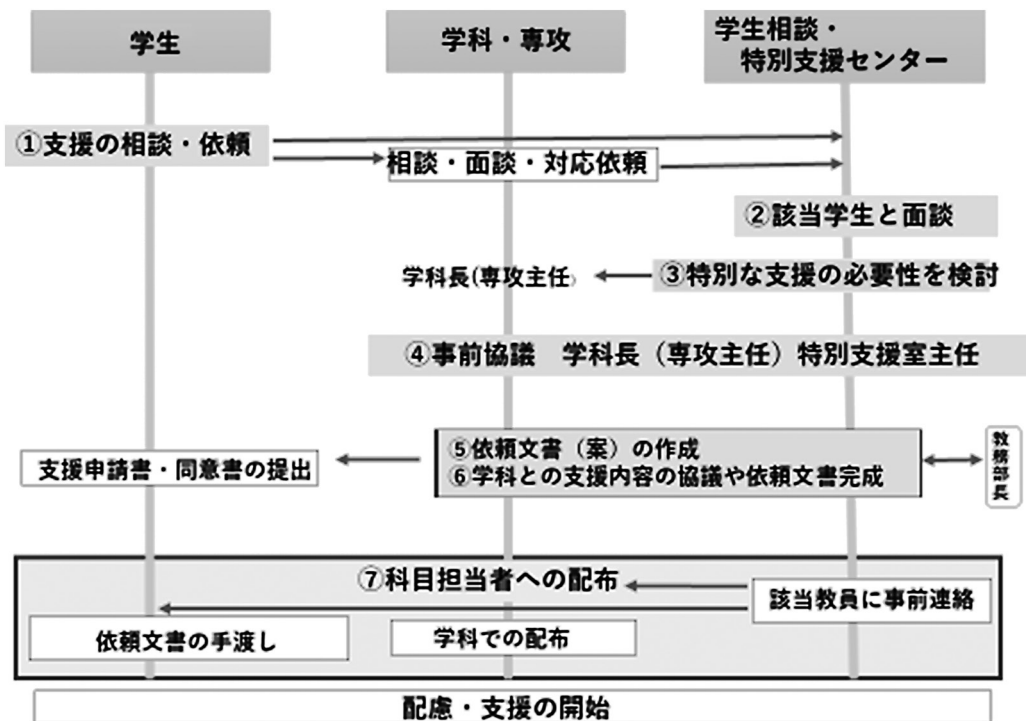 学生
学科・専攻
学生相談・
特別支援センター
①支援の相談・依頼
相談・面談・対応依頼
②該当学生と面談
学科長(専攻主任)
③特別な支援の必要性を検討
④事前協議　学科長（専攻主任）特別支援室主任
⑤依頼文書（案）の作成
⑥学科との支援内容の協議や依頼文書完成
教務部長
支援申請書・同意書の提出
⑦科目担当者への配布
該当教員に事前連絡
依頼文書の手渡し
学科での配布
配慮・支援の開始